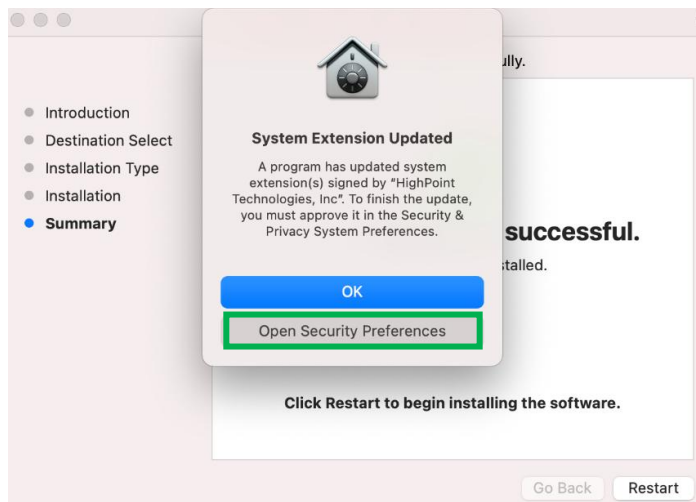 ully.
Introduction
Destination Select
Installation Type
Installation
Summary
System Extension Updated
A program has updated system
extension(s) signed by "HighPoint
Technologies, Inc". To finish the update,
you must approve it in the Security &
Privacy System Preferences.
OK
Open Security Preferences
successful.
stalled.
Click Restart to begin installing the software.
Go Back
Restart